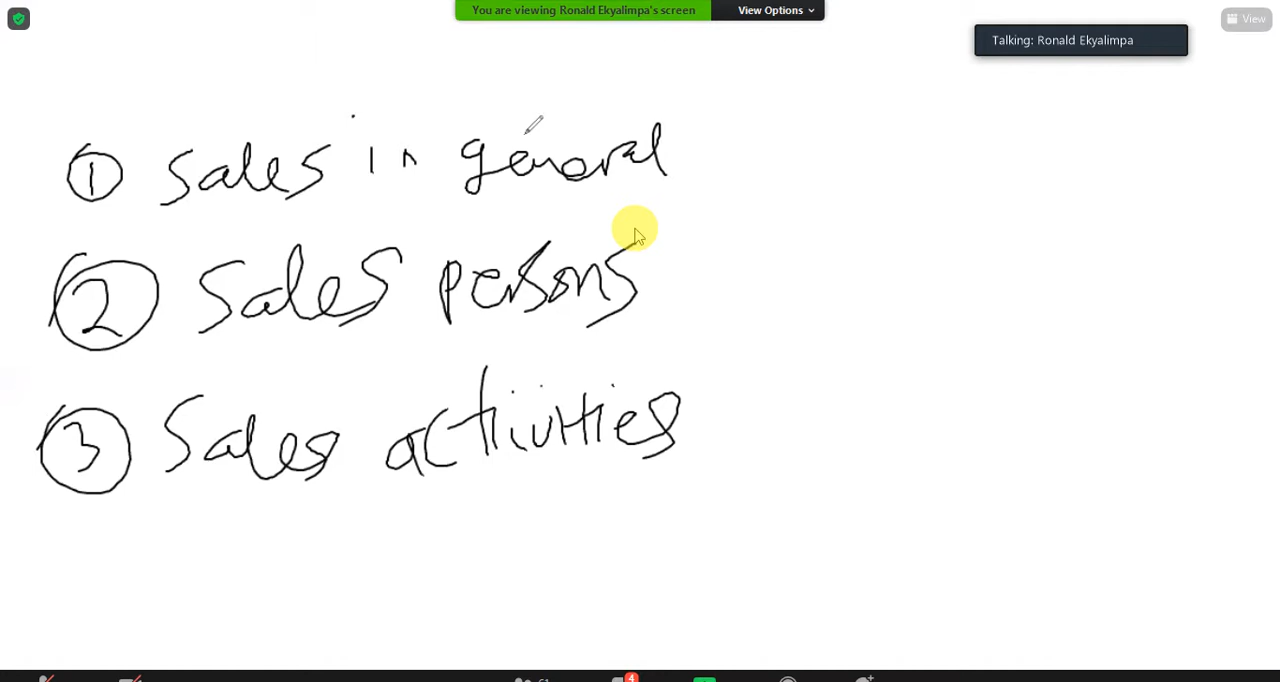 You are viewing Ronald Ekyalimpa's screen
View Options
View
Talking: Ronald Ekyalimpa
① Sales in general
② Sales persons
③ Sales activities
4